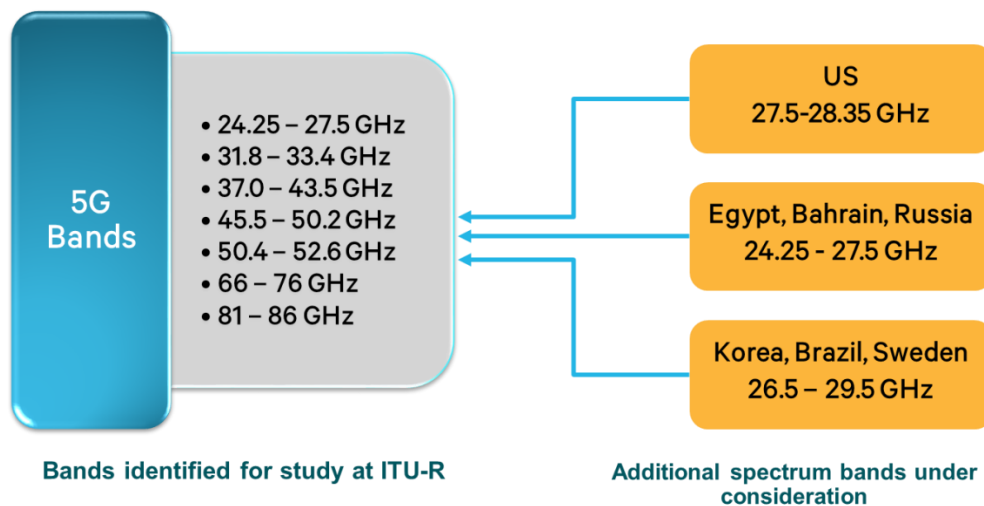 5G
Bands
• 24.25 – 27.5 GHz
• 31.8 – 33.4 GHz
• 37.0 – 43.5 GHz
• 45.5 – 50.2 GHz
• 50.4 – 52.6 GHz
• 66 – 76 GHz
• 81 – 86 GHz
Bands identified for study at ITU-R
US
27.5-28.35 GHz
Egypt, Bahrain, Russia
24.25 - 27.5 GHz
Korea, Brazil, Sweden
26.5 – 29.5 GHz
Additional spectrum bands under
consideration